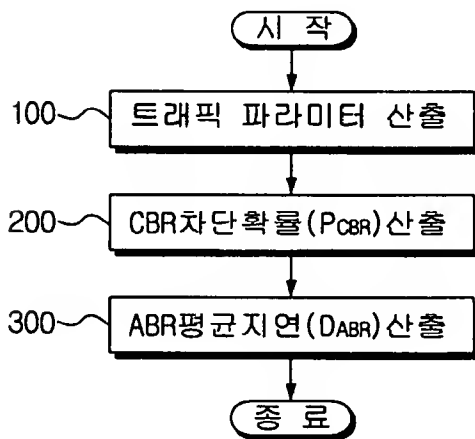 시 작
100 트래픽 파라미터 산출
200 CBR차단확률(PCBR)산출
300 ABR평균지연(DABR)산출
종 료